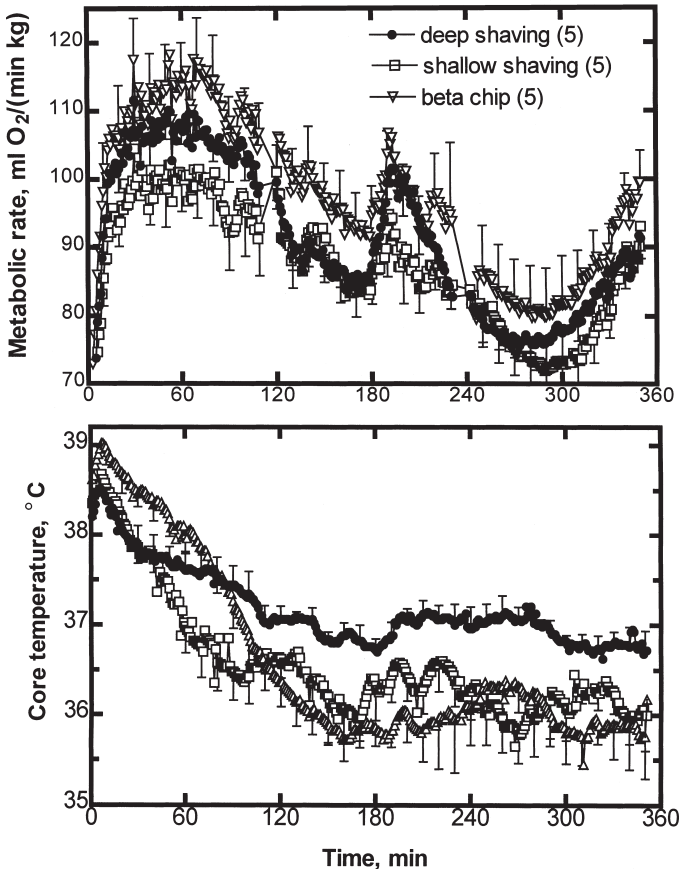 Metabolic rate, ml O2/(min kg)
120
110
100
90
80
70
deep shaving (5)
shallow shaving (5)
beta chip (5)
0 60 120 180 240 300 360
Core temperature, °C
39
38
37
36
35
0 60 120 180 240 300 360
Time, min